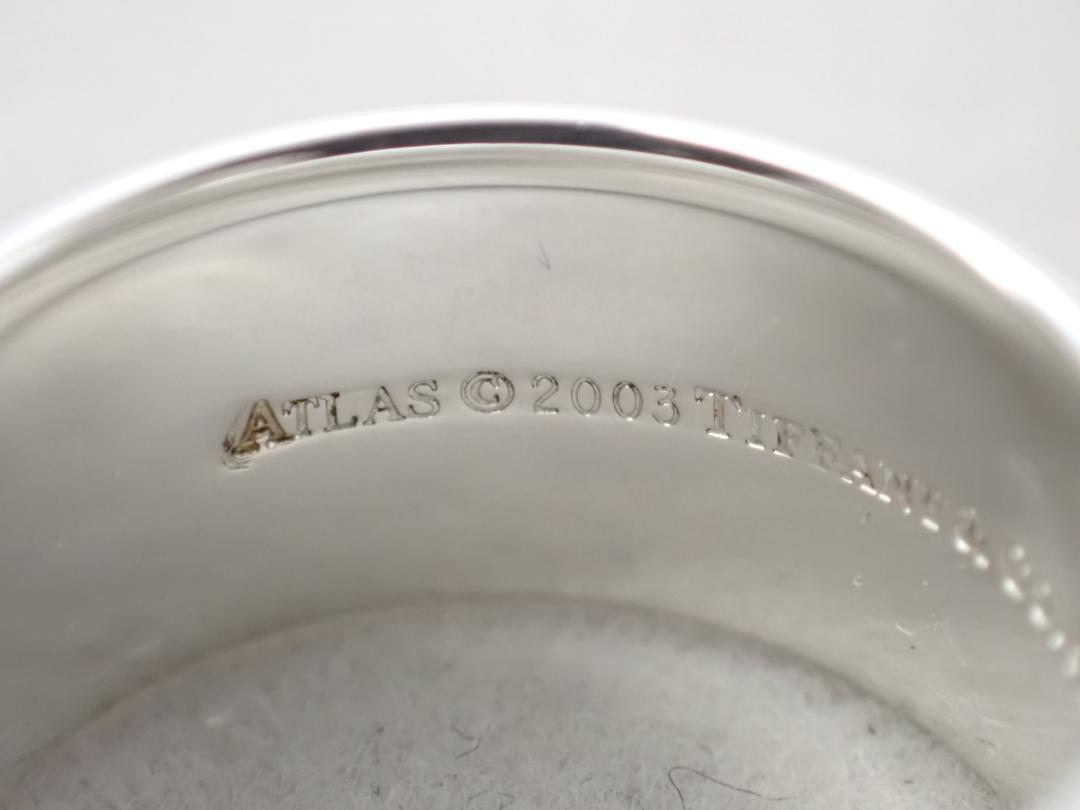 ATLAS © 2003 TIFFANY & CO.